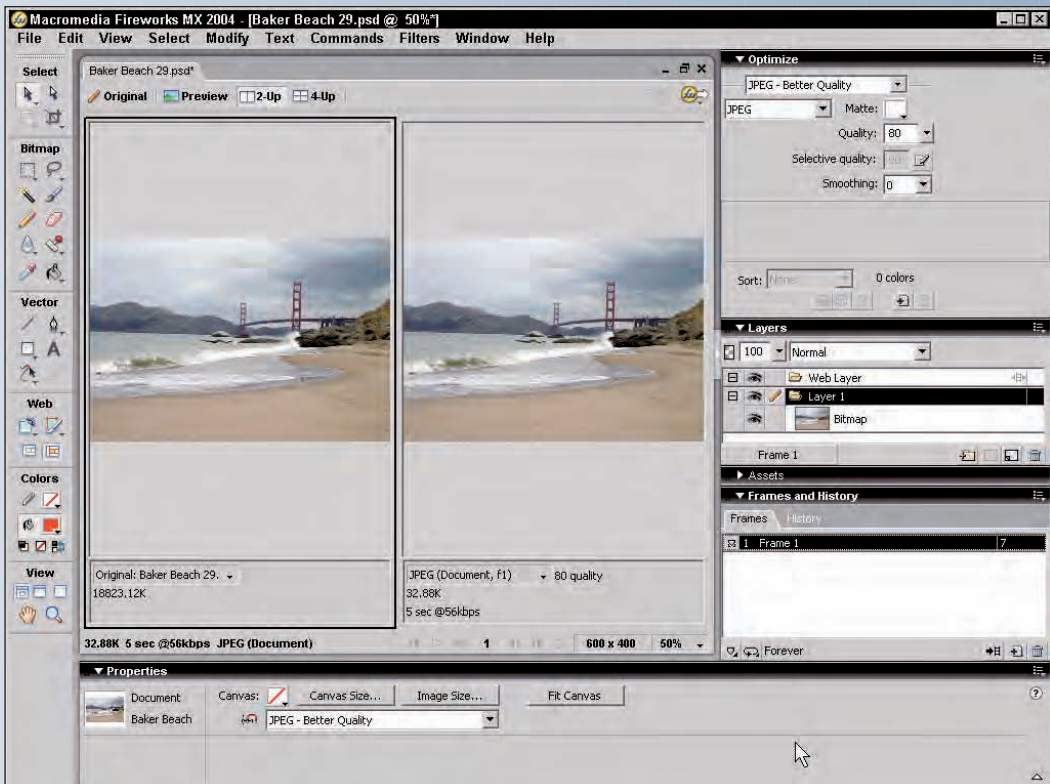 Macromedia Fireworks MX 2004 - [Baker Beach 29.psd @ 50%*]
File Edit View Select Modify Text Commands Filters Window Help
Select
Bitmap
Vector
Web
Colors
View
Baker Beach 29.psd*
Original Preview 2-Up 4-Up
Original: Baker Beach 29.
18823.12K
JPEG (Document, f1) 80 quality
32.88K
5 sec @56kbps
32.88K 5 sec @56kbps JPEG (Document) 1 600 x 400 50%
Optimize
JPEG - Better Quality
JPEG Matte:
Quality: 80
Selective quality:
Smoothing: 0
Sort: None 0 colors
Layers
100 Normal
Web Layer
Layer 1
Bitmap
Frame 1
Assets
Frames and History
Frames History
1 Frame 1 7
Forever
Properties
Document Canvas: Canvas Size... Image Size... Fit Canvas
Baker Beach JPEG - Better Quality